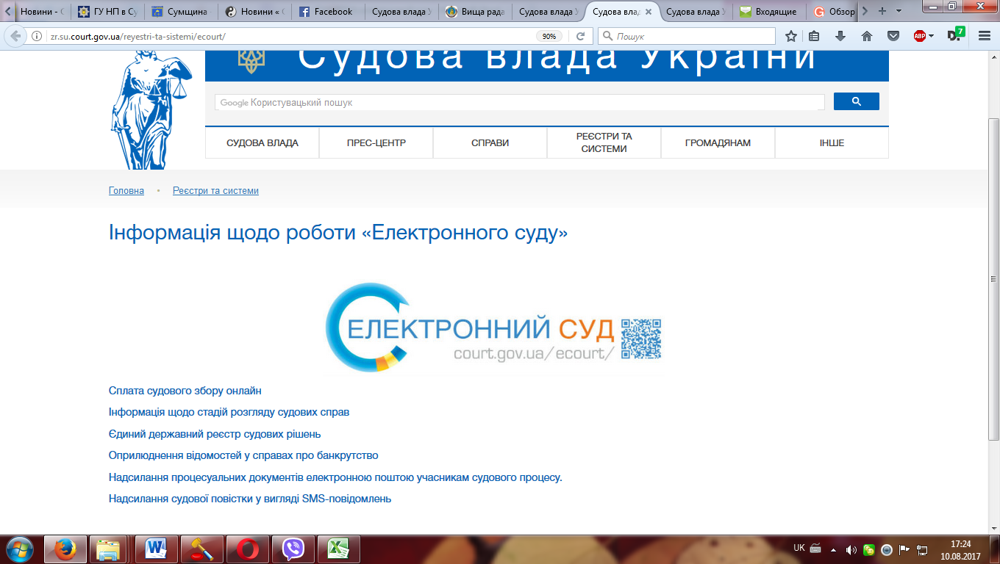 Новини - С
ГУ НП в Су
Сумщина
Новини « С
Facebook
Судова влада У
Вища рада
Судова влада У
Судова влад
Судова влада У
Входящие
Обзор
zr.su.court.gov.ua/reyestri-ta-sistemi/ecourt/
90%
Пошук
ABP
7
Судова влада України
Google Користувацький пошук
СУДОВА ВЛАДА
ПРЕС-ЦЕНТР
СПРАВИ
РЕЄСТРИ ТА
СИСТЕМИ
ГРОМАДЯНАМ
ІНШЕ
Головна • Реєстри та системи
Інформація щодо роботи «Електронного суду»
ЕЛЕКТРОННИЙ СУД
court.gov.ua/ecourt/
Сплата судового збору онлайн
Інформація щодо стадій розгляду судових справ
Єдиний державний реєстр судових рішень
Оприлюднення відомостей у справах про банкрутство
Надсилання процесуальних документів електронною поштою учасникам судового процесу.
Надсилання судової повістки у вигляді SMS-повідомлень
UK
17:24
10.08.2017